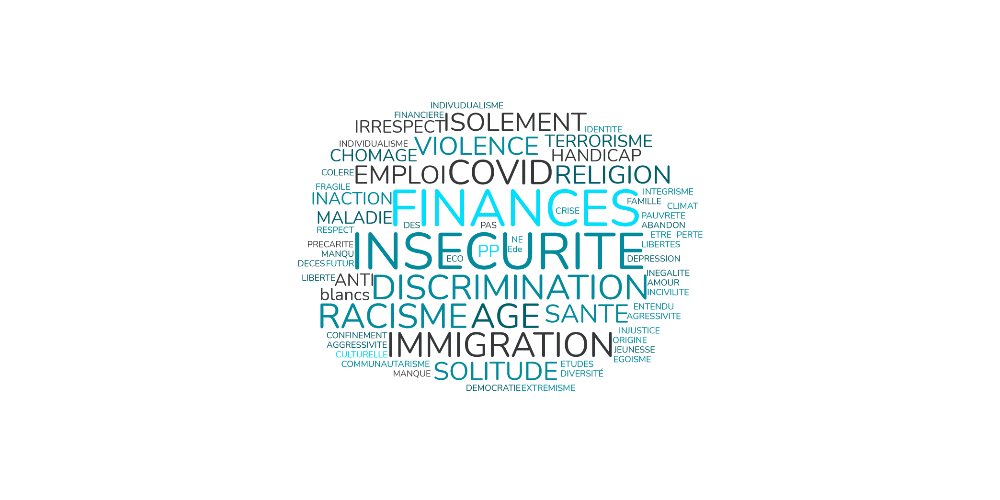 INDIVUDUALISME
FINANCIERE ISOLEMENT
IRRESPECT IDENTITE
INDIVIDUALISME VIOLENCE TERRORISME
CHOMAGE HANDICAP
COLERE EMPLOI COVID RELIGION
FRAGILE INTEGRISME
INACTION FINANCES FAMILLE CLIMAT
CRISE PAUVRETE
MALADIE DES PAS ABANDON
RESPECT ETRE PERTE
PRECARITE INSECURITE NE LIBERTES
MANQU PP Ede
DECES FUTUR ECO DEPRESSION
LIBERTE ANTI DISCRIMINATION INEGALITE
AMOUR
blancs INCIVILITE
RACISME AGE SANTE ENTENDU
AGRESSIVITE
CONFINEMENT IMMIGRATION INJUSTICE
AGGRESSIVITE ORIGINE
CULTURELLE JEUNESSE
EGOISME
COMMUNAUTARISME SOLITUDE ETUDES
MANQUE DIVERSITÉ
DEMOCRATIE EXTREMISME